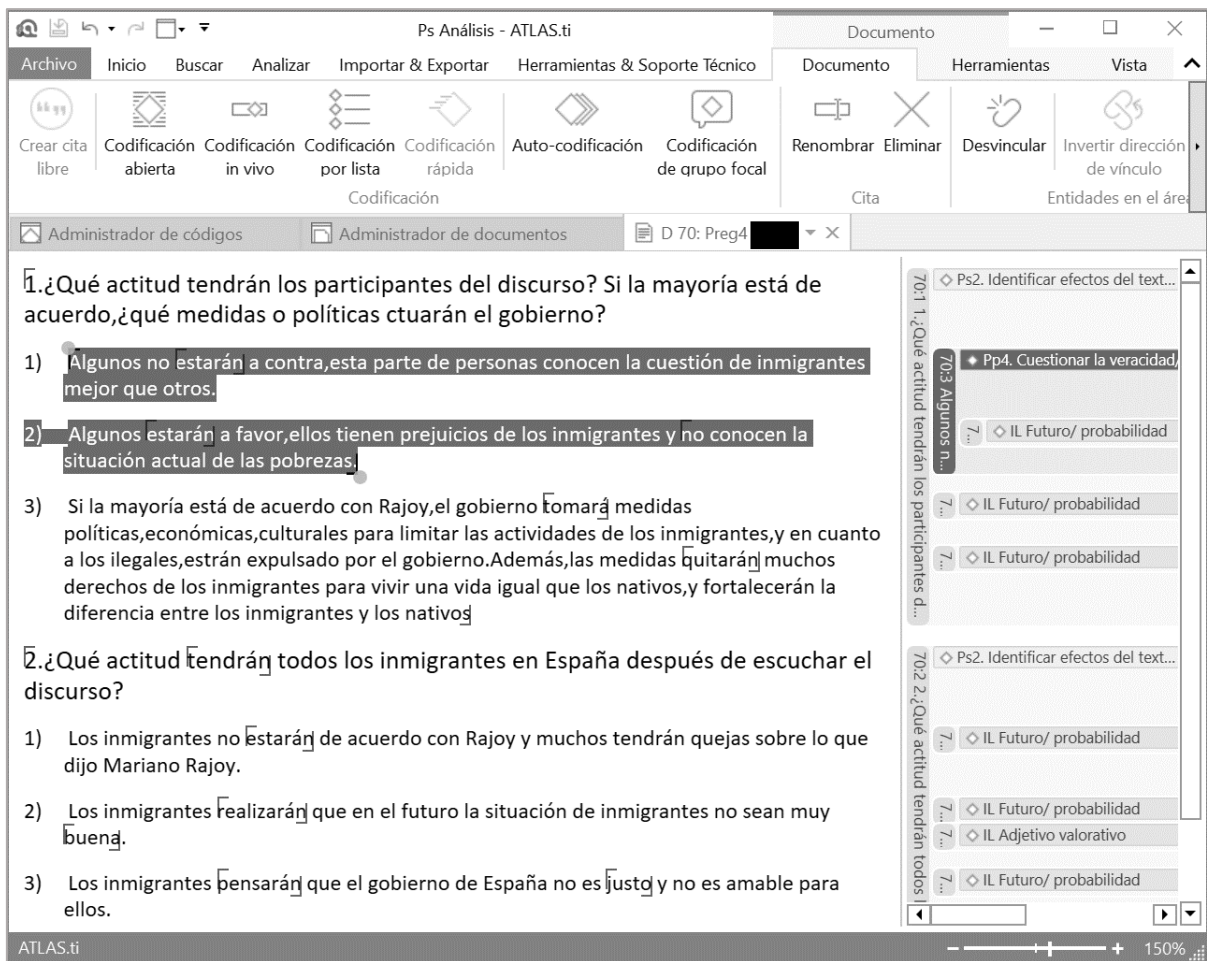 Ps Análisis - ATLAS.ti
Documento
Archivo Inicio Buscar Analizar Importar & Exportar Herramientas & Soporte Técnico Documento Herramientas Vista
Crear cita libre
Codificación abierta
Codificación in vivo
Codificación por lista
Codificación rápida
Auto-codificación
Codificación de grupo focal
Renombrar
Eliminar
Desvincular
Invertir dirección de vínculo
Codificación
Cita
Entidades en el área
Administrador de códigos
Administrador de documentos
D 70: Preg4
1.¿Qué actitud tendrán los participantes del discurso? Si la mayoría está de
acuerdo,¿qué medidas o políticas ctuarán el gobierno?
1) Algunos no estarán a contra,esta parte de personas conocen la cuestión de inmigrantes
mejor que otros.
2) Algunos estarán a favor,ellos tienen prejuicios de los inmigrantes y no conocen la
situación actual de las pobrezas.
3) Si la mayoría está de acuerdo con Rajoy,el gobierno tomará medidas
políticas,económicas,culturales para limitar las actividades de los inmigrantes,y en cuanto
a los ilegales,estrán expulsado por el gobierno.Además,las medidas quitarán muchos
derechos de los inmigrantes para vivir una vida igual que los nativos,y fortalecerán la
diferencia entre los inmigrantes y los nativos
2.¿Qué actitud tendrán todos los inmigrantes en España después de escuchar el
discurso?
1) Los inmigrantes no estarán de acuerdo con Rajoy y muchos tendrán quejas sobre lo que
dijo Mariano Rajoy.
2) Los inmigrantes realizarán que en el futuro la situación de inmigrantes no sean muy
buena.
3) Los inmigrantes pensarán que el gobierno de España no es justo y no es amable para
ellos.
70:1 1.¿Qué actitud tendrán los participantes d...
Ps2. Identificar efectos del text...
70:3 Algunos n...
Pp4. Cuestionar la veracidad/
7...
IL Futuro/ probabilidad
7...
IL Futuro/ probabilidad
7...
IL Futuro/ probabilidad
70:2 2.¿Qué actitud tendrán todos l
Ps2. Identificar efectos del text...
7...
IL Futuro/ probabilidad
7...
IL Futuro/ probabilidad
7...
IL Adjetivo valorativo
7...
IL Futuro/ probabilidad
ATLAS.ti
150%